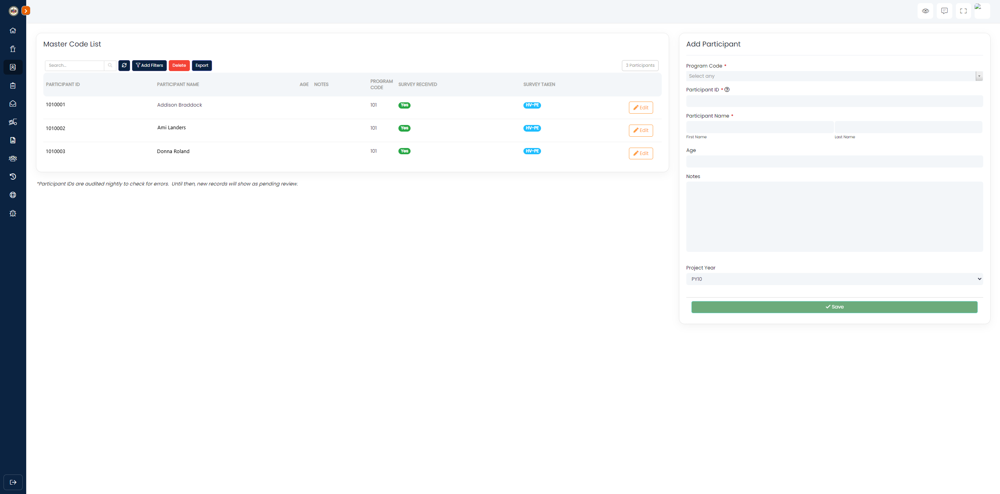 Master Code List
Search...
Add Filters
Delete
Export
3 Participants
PARTICIPANT ID PARTICIPANT NAME AGE NOTES PROGRAM CODE SURVEY RECEIVED SURVEY TAKEN
1010001 Addison Braddock 101 Yes HV-PE Edit
1010002 Ami Landers 101 Yes HV-PE Edit
1010003 Donna Roland 101 Yes HV-PE Edit
*Participant IDs are audited nightly to check for errors. Until then, new records will show as pending review.
Add Participant
Program Code *
Select any
Participant ID *
Participant Name *
First Name Last Name
Age
Notes
Project Year
PY10
Save